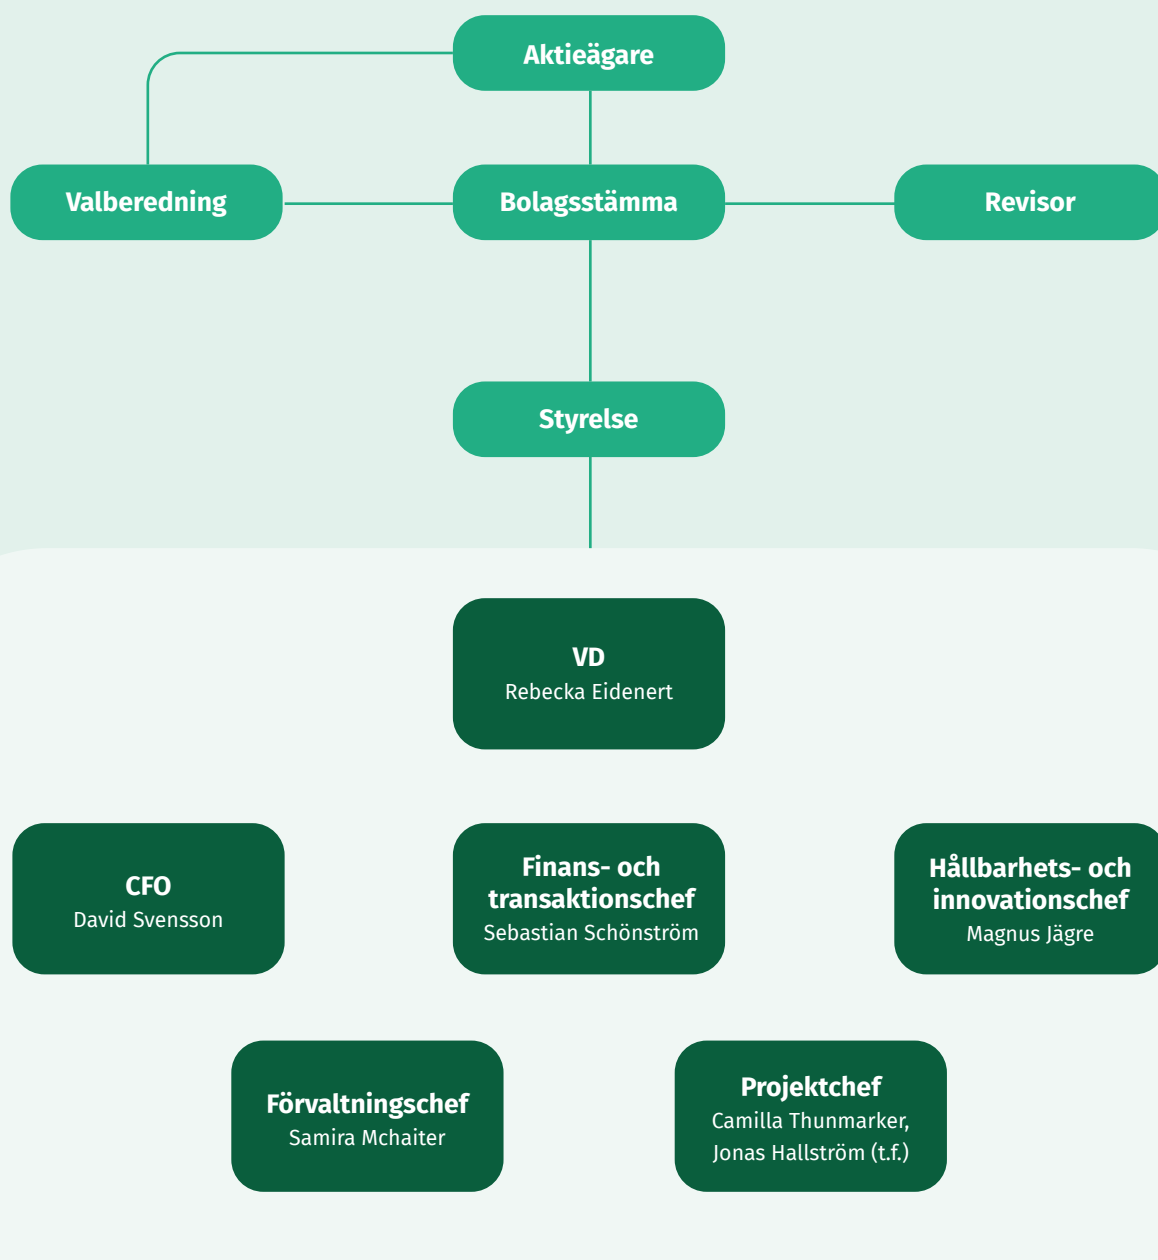 Aktieägare
Valberedning
Bolagsstämma
Revisor
Styrelse
VD
Rebecka Eidenert
CFO
David Svensson
Finans- och
transaktionschef
Sebastian Schönström
Hållbarhets- och
innovationschef
Magnus Jägre
Förvaltningschef
Samira Mchaiter
Projektchef
Camilla Thunmarker,
Jonas Hallström (t.f.)